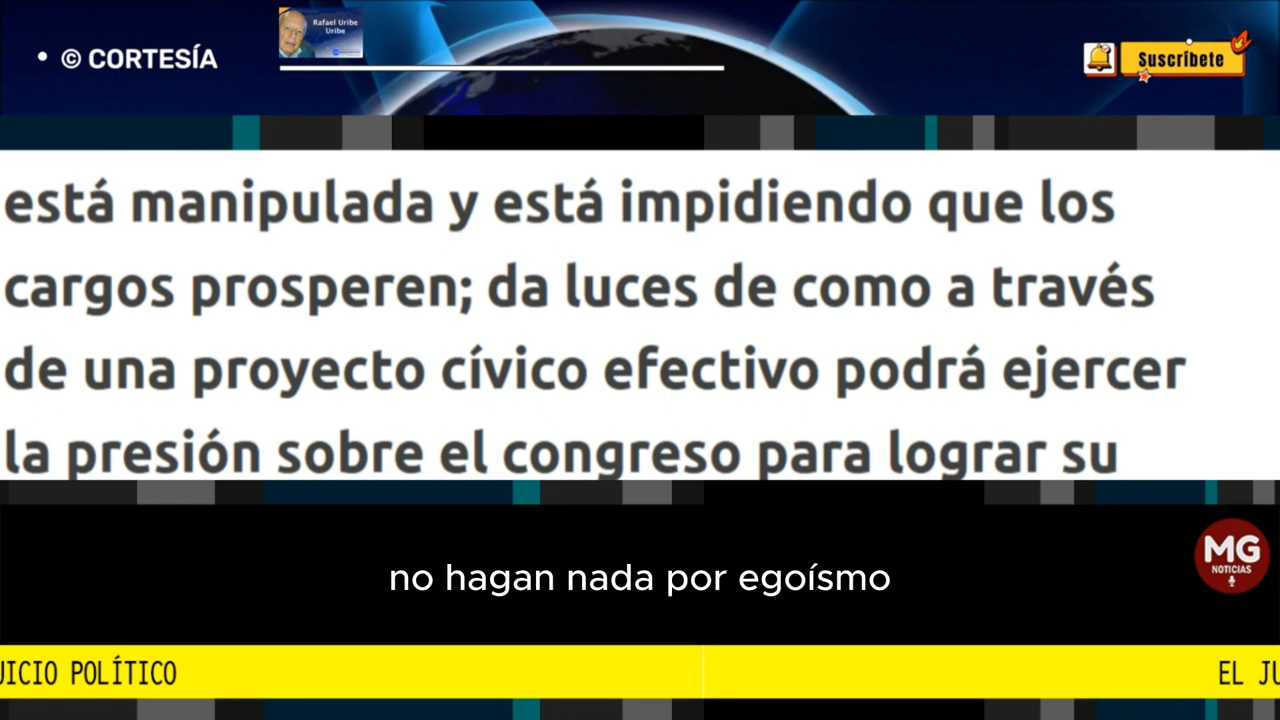 • © CORTESÍA
Rafael Uribe
Uribe
Suscríbete
está manipulada y está impidiendo que los
cargos prosperen; da luces de como a través
de una proyecto cívico efectivo podrá ejercer
la presión sobre el congreso para lograr su
no hagan nada por egoísmo
MG
NOTICIAS
UICIO POLÍTICO
EL JU